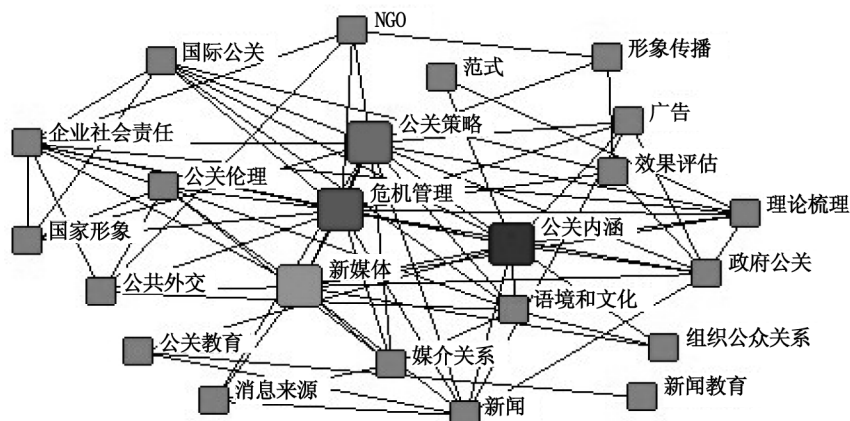 NGO
国际公关
形象传播
范式
广告
企业社会责任
公关策略
效果评估
公关伦理
危机管理
理论梳理
国家形象
公关内涵
新媒体
政府公关
公共外交
语境和文化
公关教育
媒介关系
组织公众关系
消息来源
新闻
新闻教育